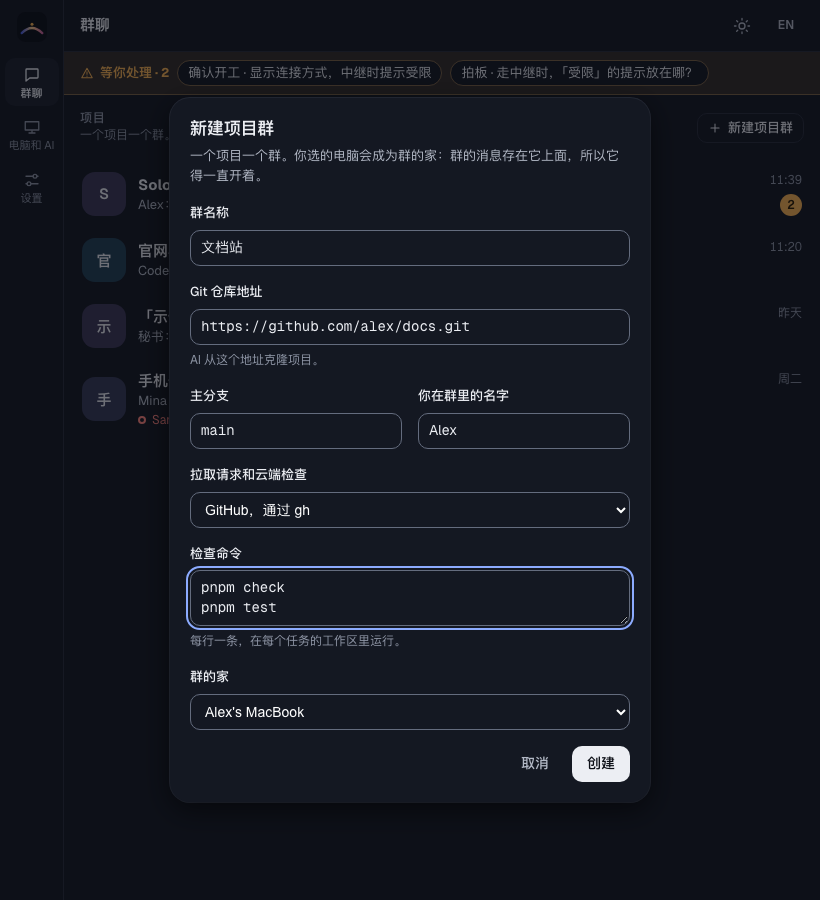 群聊
EN
群聊
电脑和 AI
设置
等你处理 · 2
确认开工 · 显示连接方式，中继时提示受限
拍板 · 走中继时，「受限」的提示放在哪？
项目
一个项目一个群。
新建项目群
S
Solo
Alex：
11:39
2
官
官网
Code
11:20
示
「示
秘书：
昨天
手
手机
Mina
周二
新建项目群
一个项目一个群。你选的电脑会成为群的家：群的消息存在它上面，所以它
得一直开着。
群名称
文档站
Git 仓库地址
https://github.com/alex/docs.git
AI 从这个地址克隆项目。
主分支
你在群里的名字
main
Alex
拉取请求和云端检查
GitHub，通过 gh
检查命令
pnpm check
pnpm test
每行一条，在每个任务的工作区里运行。
群的家
Alex's MacBook
取消
创建